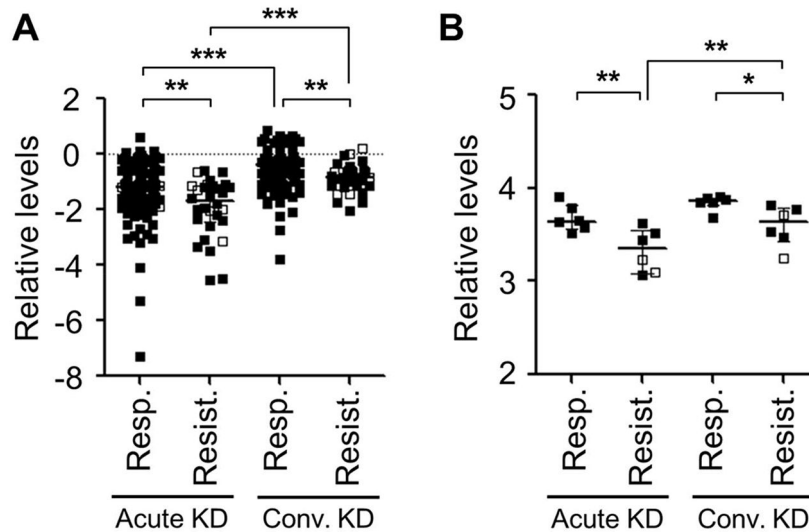 A
B
***
***
**
**
**
**
*
Relative levels
2
0
-2
-4
-6
-8
Resp.
Resist.
Resp.
Resist.
Acute KD
Conv. KD
Relative levels
5
4
3
2
Resp.
Resist.
Resp.
Resist.
Acute KD
Conv. KD